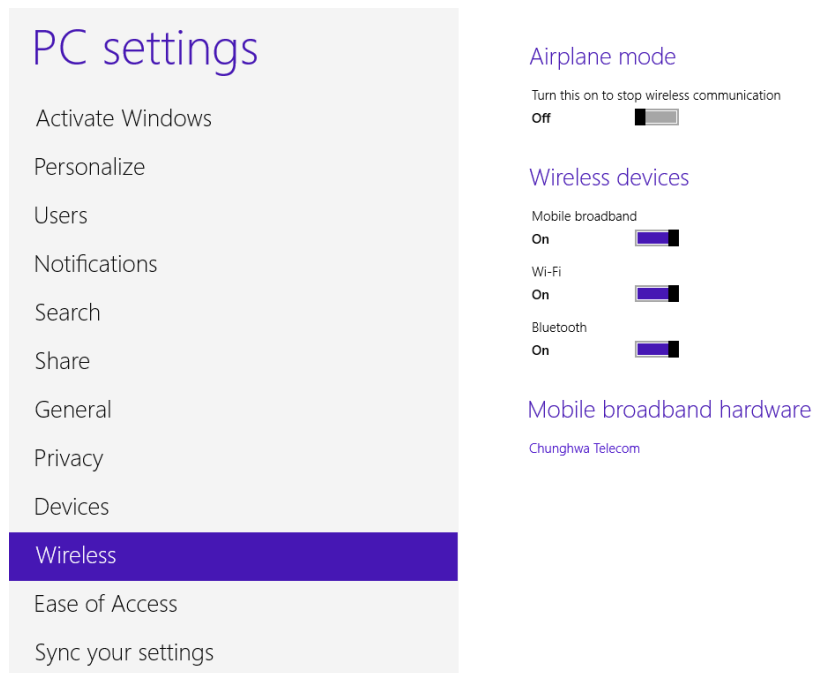 PC settings
Activate Windows
Personalize
Users
Notifications
Search
Share
General
Privacy
Devices
Wireless
Ease of Access
Sync your settings
Airplane mode
Turn this on to stop wireless communication
Off
Wireless devices
Mobile broadband
On
Wi-Fi
On
Bluetooth
On
Mobile broadband hardware
Chunghwa Telecom